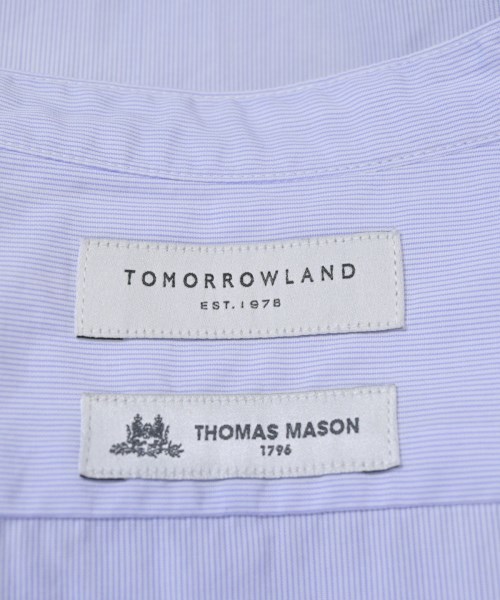 TOMORROWLAND
EST. 1978
THOMAS MASON
1796